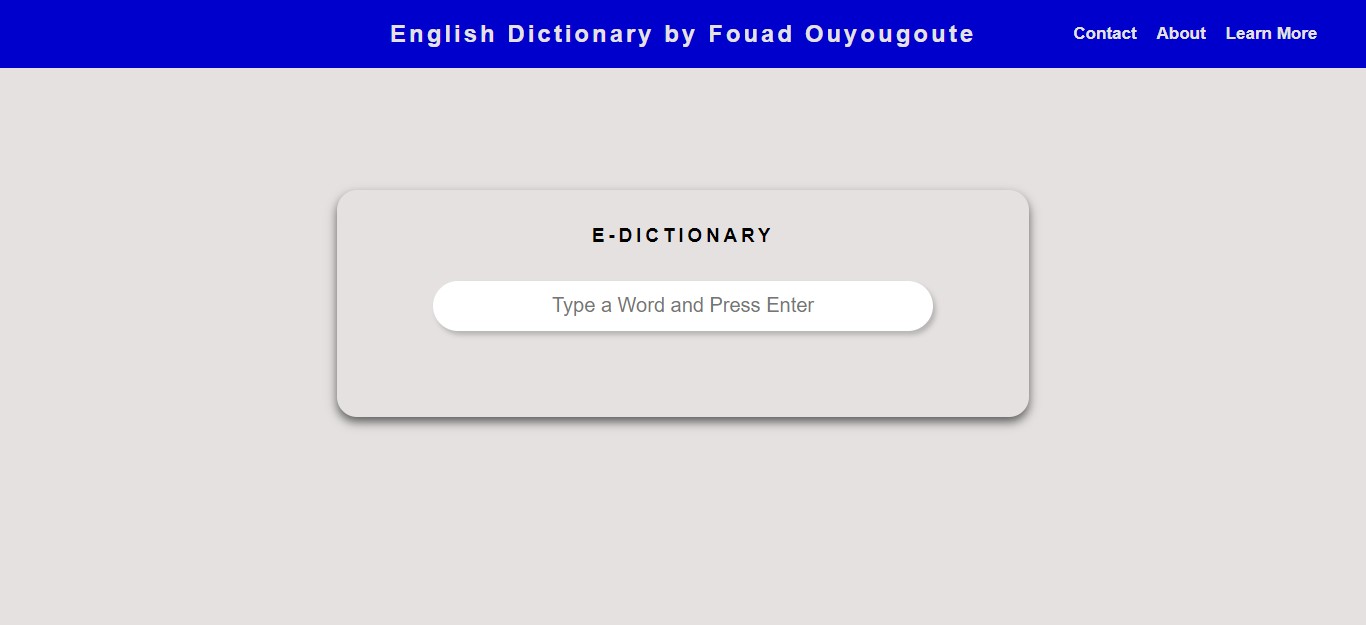 English Dictionary by Fouad Ouyougoute
Contact About Learn More
E-DICTIONARY
Type a Word and Press Enter